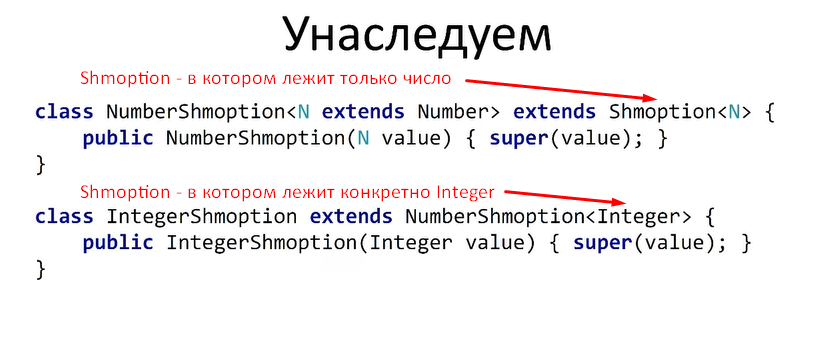 Унаследуем
Shmoption - в котором лежит только число
class NumberShmoption<N extends Number> extends Shmoption<N> {
    public NumberShmoption(N value) { super(value); }
}
Shmoption - в котором лежит конкретно Integer
class IntegerShmoption extends NumberShmoption<Integer> {
    public IntegerShmoption(Integer value) { super(value); }
}